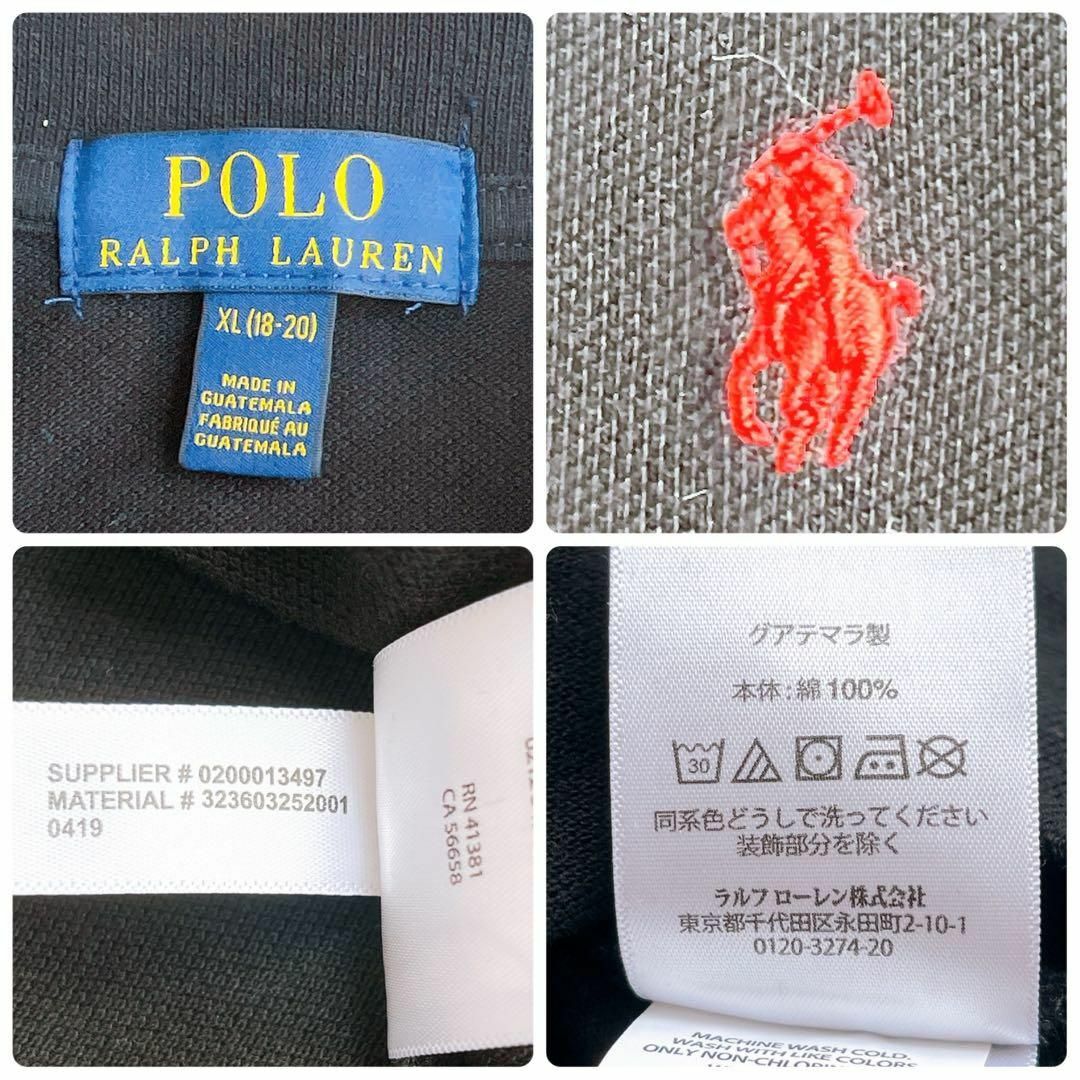 POLO
RALPH LAUREN
XL (18-20)
MADE IN
GUATEMALA
FABRIQUÉ AU
GUATEMALA
SUPPLIER # 0200013497
MATERIAL # 323603252001
0419
RN 41381
CA 56658
グアテマラ製
本体:綿100%
30
同系色どうしで洗ってください
装飾部分を除く
ラルフ ローレン株式会社
東京都千代田区永田町2-10-1
0120-3274-20
MACHINE WASH COLD.
WASH WITH LIKE COLORS
ONLY NON-CHLORINE